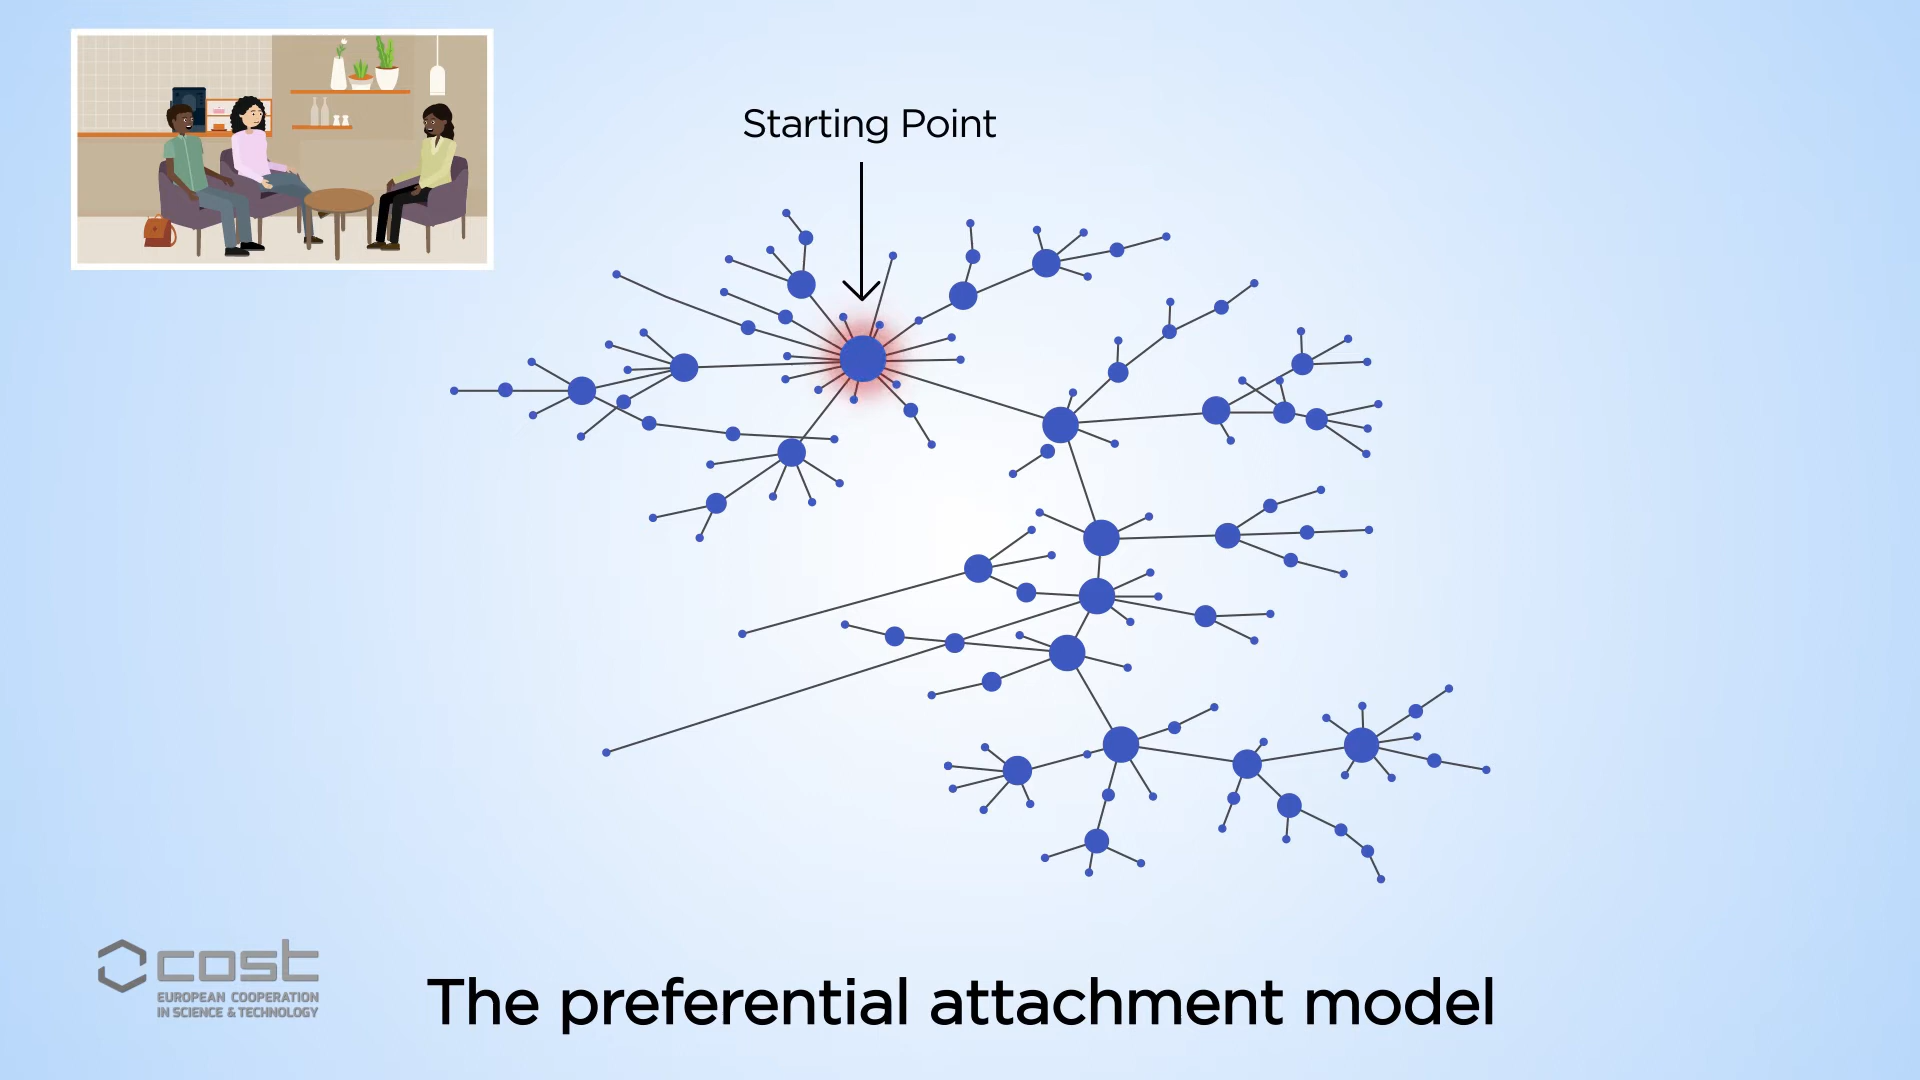 Starting Point
cost
EUROPEAN COOPERATION
IN SCIENCE & TECHNOLOGY
The preferential attachment model